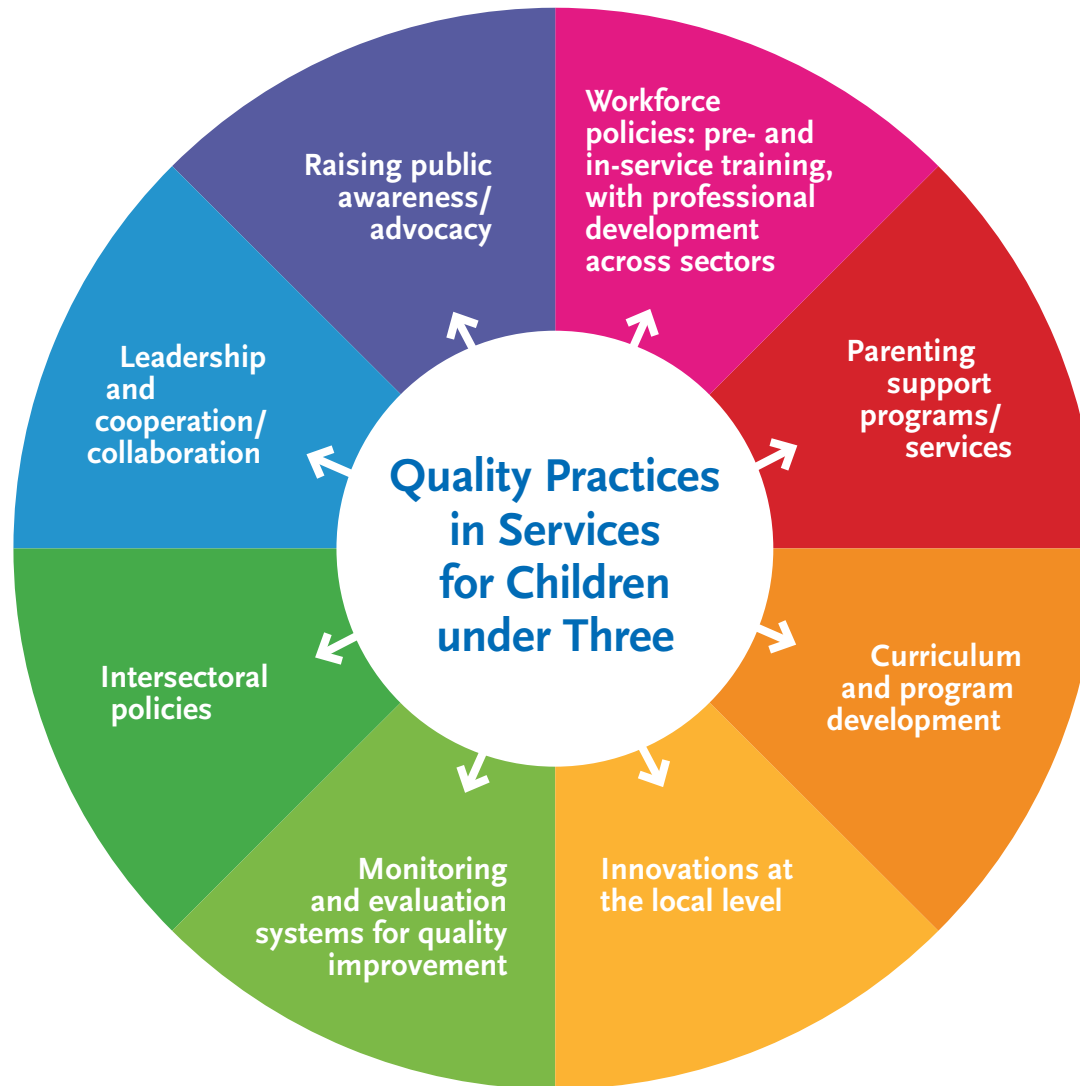 Quality Practices
in Services
for Children
under Three
Workforce
policies: pre- and
in-service training,
with professional
development
across sectors
Parenting
support
programs/
services
Curriculum
and program
development
Innovations at
the local level
Monitoring
and evaluation
systems for quality
improvement
Intersectoral
policies
Leadership
and
cooperation/
collaboration
Raising public
awareness/
advocacy